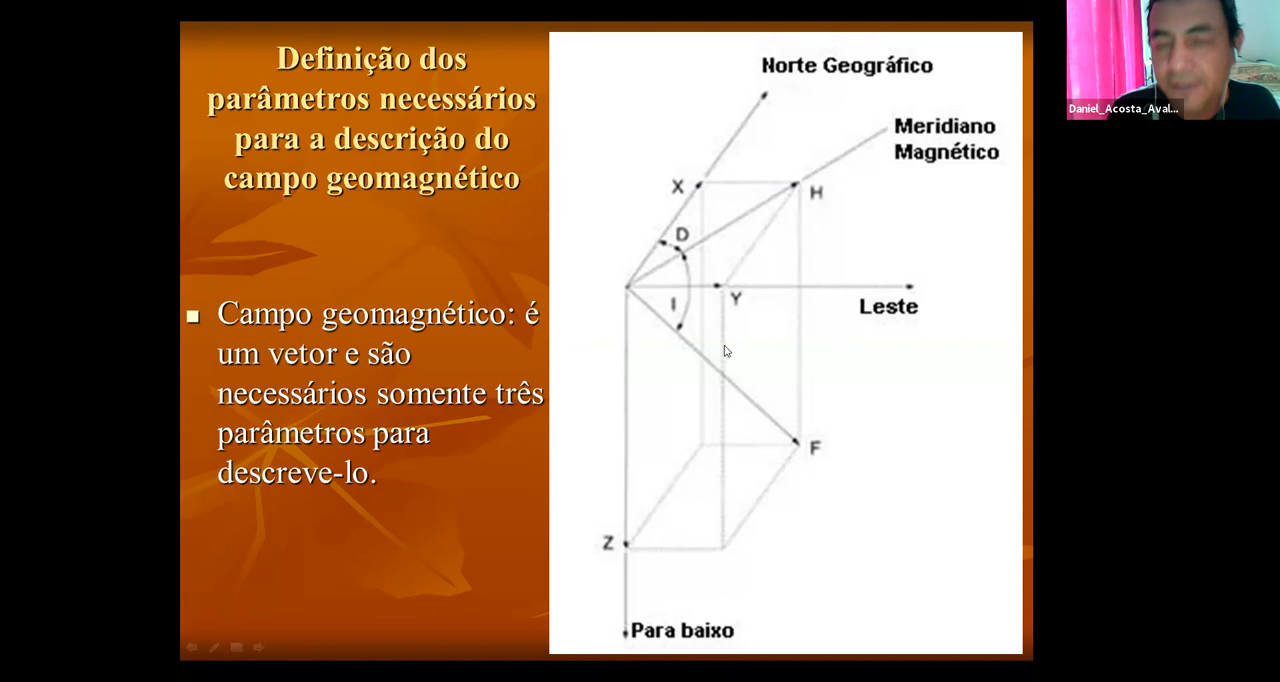 Definição dos
parâmetros necessários
para a descrição do
campo geomagnético
Campo geomagnético: é
um vetor e são
necessários somente três
parâmetros para
descreve-lo.
Norte Geográfico
Meridiano
Magnético
X
H
D
I
Y
Leste
F
Z
Para baixo
Daniel_Acosta_Aval...